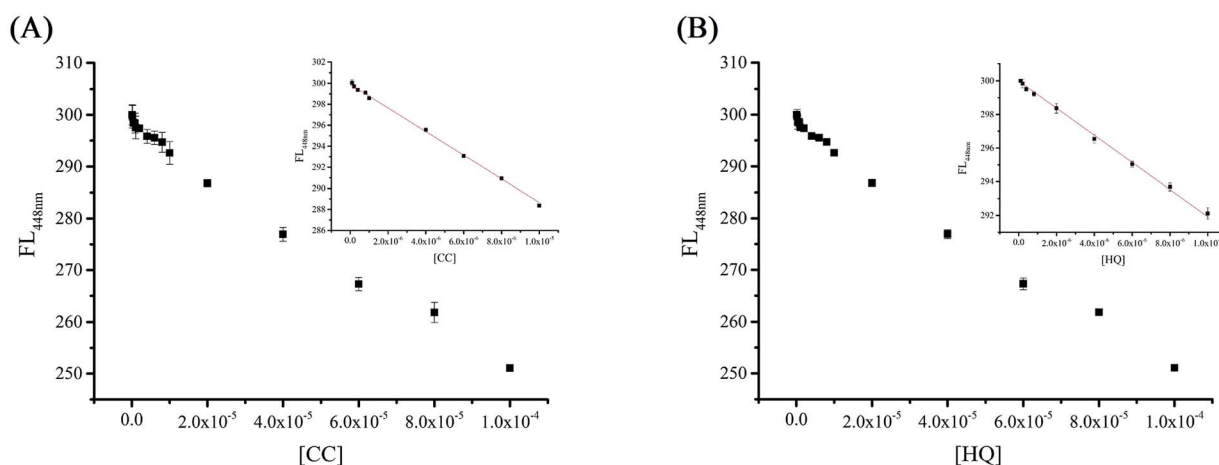 (A)
FL448nm
310
300
290
280
270
260
250
0.0
2.0x10-5
4.0x10-5
6.0x10-5
8.0x10-5
1.0x10-4
[CC]
FL448nm
302
300
298
296
294
292
290
288
286
0.0
2.0x10-6
4.0x10-6
6.0x10-6
8.0x10-6
1.0x10-5
[CC]
(B)
FL448nm
310
300
290
280
270
260
250
0.0
2.0x10-5
4.0x10-5
6.0x10-5
8.0x10-5
1.0x10-4
[HQ]
FL448nm
300
298
296
294
292
0.0
2.0x10-6
4.0x10-6
6.0x10-6
8.0x10-6
[HQ]